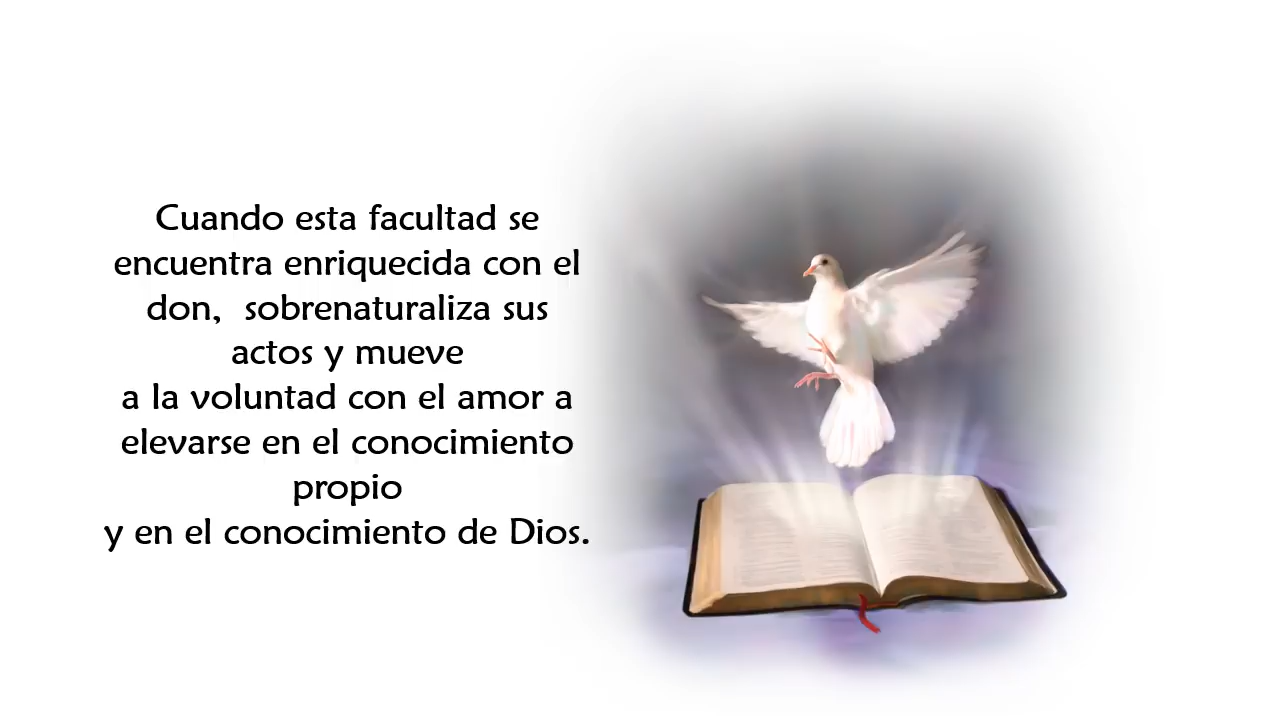 Cuando esta facultad se
encuentra enriquecida con el
don,  sobrenaturaliza sus
actos y mueve
a la voluntad con el amor a
elevarse en el conocimiento
propio
y en el conocimiento de Dios.